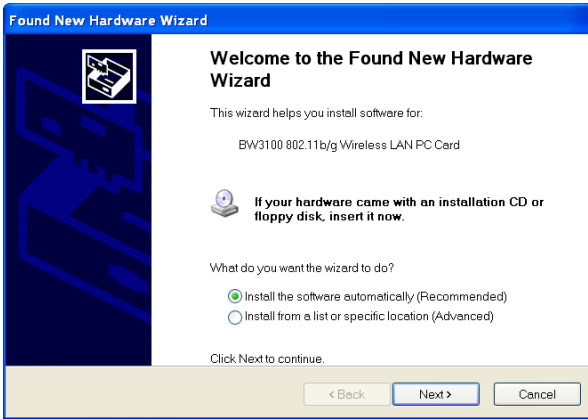 Found New Hardware Wizard
Welcome to the Found New Hardware
Wizard
This wizard helps you install software for:
BW3100 802.11b/g Wireless LAN PC Card
If your hardware came with an installation CD or
floppy disk, insert it now.
What do you want the wizard to do?
Install the software automatically (Recommended)
Install from a list or specific location (Advanced)
Click Next to continue.
< Back Next > Cancel